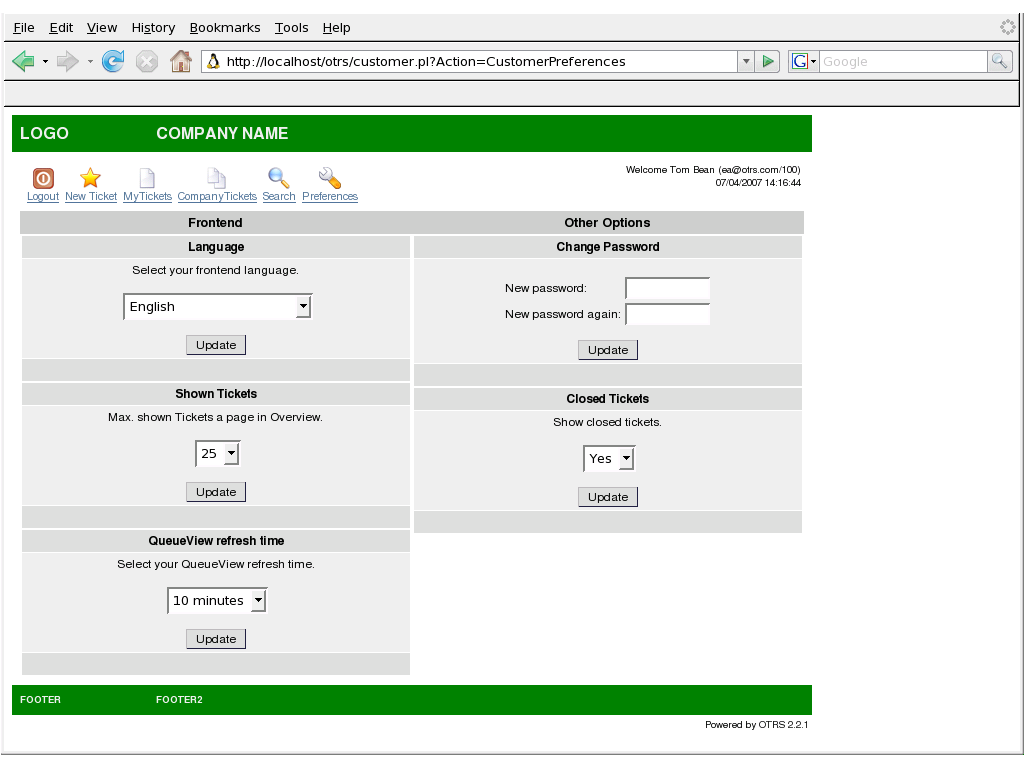 File Edit View History Bookmarks Tools Help
http://localhost/otrs/customer.pl?Action=CustomerPreferences
G Google
LOGO COMPANY NAME
Welcome Tom Bean (ea@otrs.com/100)
07/04/2007 14:16:44
Logout New Ticket MyTickets CompanyTickets Search Preferences
Frontend
Language
Select your frontend language.
English
Update
Shown Tickets
Max. shown Tickets a page in Overview.
25
Update
QueueView refresh time
Select your QueueView refresh time.
10 minutes
Update
Other Options
Change Password
New password:
New password again:
Update
Closed Tickets
Show closed tickets.
Yes
Update
FOOTER FOOTER2
Powered by OTRS 2.2.1